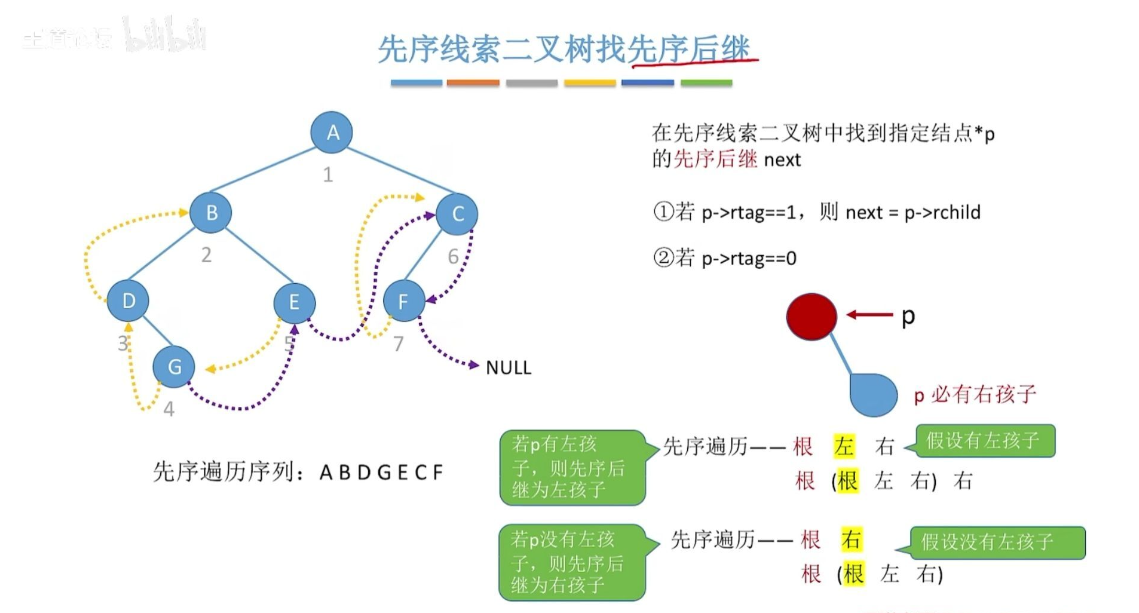 bilibili
先序线索二叉树找先序后继
A
1
B
2
C
6
D
3
E
5
F
7
G
4
NULL
先序遍历序列：A B D G E C F
在先序线索二叉树中找到指定结点*p
的先序后继 next
①若 p->rtag==1，则 next = p->rchild
②若 p->rtag==0
p
p 必有右孩子
若p有左孩
子，则先序后
继为左孩子
先序遍历—— 根 左 右
假设有左孩子
根 (根 左 右) 右
若p没有左孩
子，则先序后
继为右孩子
先序遍历—— 根 右
假设没有左孩子
根 (根 左 右)